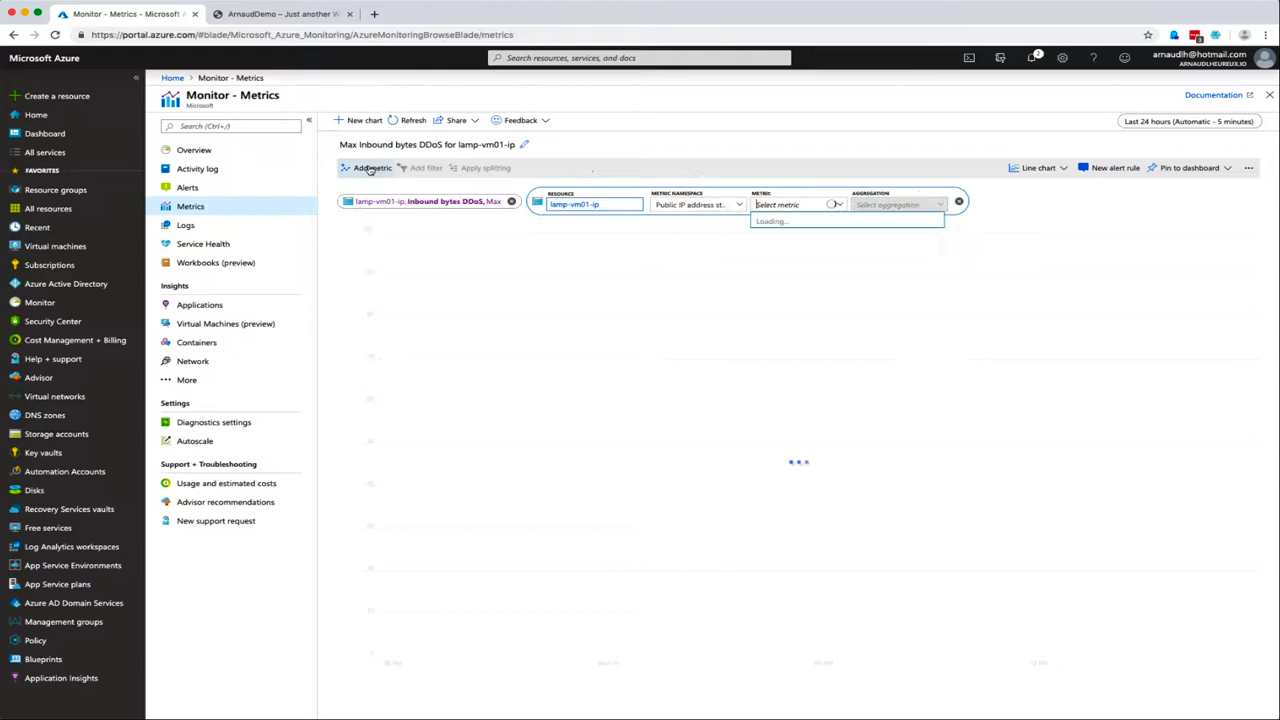 Monitor - Metrics - Microsoft
ArnaudDemo – Just another W
https://portal.azure.com/#blade/Microsoft_Azure_Monitoring/AzureMonitoringBrowseBlade/metrics
Microsoft Azure
Search resources, services, and docs
2
arnaudlh@hotmail.com
ARNAUDLHEUREUX.IO
Create a resource
Home
Dashboard
All services
FAVORITES
Resource groups
All resources
Recent
Virtual machines
Subscriptions
Azure Active Directory
Monitor
Security Center
Cost Management + Billing
Help + support
Advisor
Virtual networks
DNS zones
Storage accounts
Key vaults
Automation Accounts
Disks
Recovery Services vaults
Free services
Log Analytics workspaces
App Service Environments
App Service plans
Azure AD Domain Services
Management groups
Policy
Blueprints
Application Insights
Home > Monitor - Metrics
Monitor - Metrics
Microsoft
Documentation
Search (Ctrl+/)
Overview
Activity log
Alerts
Metrics
Logs
Service Health
Workbooks (preview)
Insights
Applications
Virtual Machines (preview)
Containers
Network
More
Settings
Diagnostics settings
Autoscale
Support + Troubleshooting
Usage and estimated costs
Advisor recommendations
New support request
New chart
Refresh
Share
Feedback
Last 24 hours (Automatic - 5 minutes)
Max Inbound bytes DDoS for lamp-vm01-ip
Add metric
Add filter
Apply splitting
Line chart
New alert rule
Pin to dashboard
lamp-vm01-ip, Inbound bytes DDoS, Max
RESOURCE
METRIC NAMESPACE
METRIC
AGGREGATION
lamp-vm01-ip
Public IP address st...
Select metric
Select aggregation
Loading...